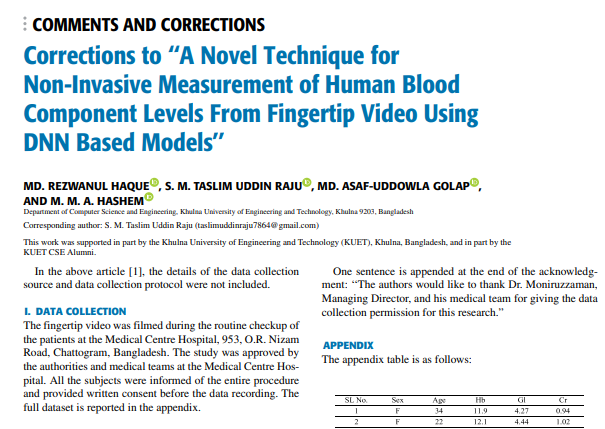 COMMENTS AND CORRECTIONS
Corrections to “A Novel Technique for
Non-Invasive Measurement of Human Blood
Component Levels From Fingertip Video Using
DNN Based Models”
MD. REZWANUL HAQUE, S. M. TASLIM UDDIN RAJU, MD. ASAF-UDDOWLA GOLAP,
AND M. M. A. HASHEM
Department of Computer Science and Engineering, Khulna University of Engineering and Technology, Khulna 9203, Bangladesh
Corresponding author: S. M. Taslim Uddin Raju (taslimuddinraju7864@gmail.com)
This work was supported in part by the Khulna University of Engineering and Technology (KUET), Khulna, Bangladesh, and in part by the
KUET CSE Alumni.
In the above article [1], the details of the data collection
source and data collection protocol were not included.
I. DATA COLLECTION
The fingertip video was filmed during the routine checkup of
the patients at the Medical Centre Hospital, 953, O.R. Nizam
Road, Chattogram, Bangladesh. The study was approved by
the authorities and medical teams at the Medical Centre Hos-
pital. All the subjects were informed of the entire procedure
and provided written consent before the data recording. The
full dataset is reported in the appendix.
One sentence is appended at the end of the acknowledg-
ment: “The authors would like to thank Dr. Moniruzzaman,
Managing Director, and his medical team for giving the data
collection permission for this research.”
APPENDIX
The appendix table is as follows:
SL No. Sex Age Hb Gl Cr
1 F 34 11.9 4.27 0.94
2 F 22 12.1 4.44 1.02